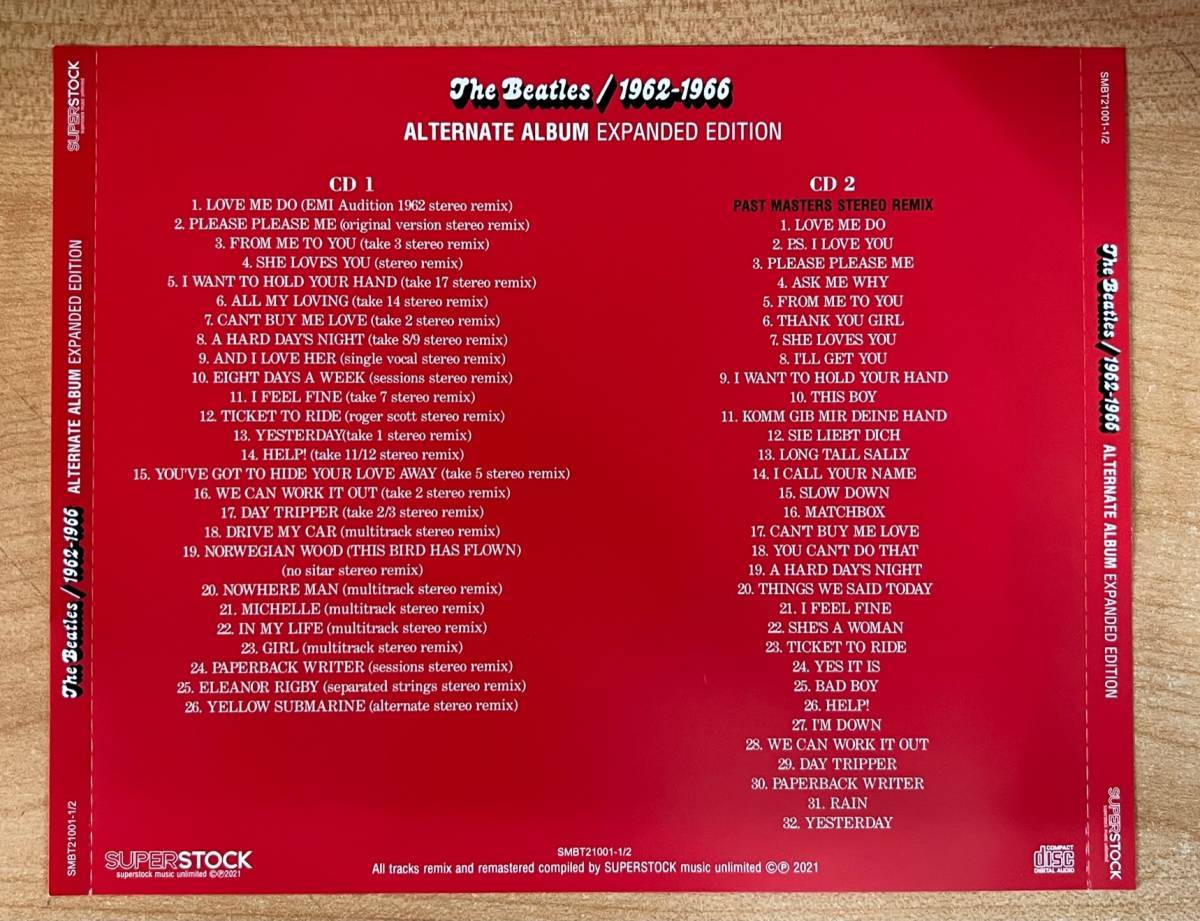 The Beatles / 1962-1966
ALTERNATE ALBUM EXPANDED EDITION
CD 1
1. LOVE ME DO (EMI Audition 1962 stereo remix)
2. PLEASE PLEASE ME (original version stereo remix)
3. FROM ME TO YOU (take 3 stereo remix)
4. SHE LOVES YOU (stereo remix)
5. I WANT TO HOLD YOUR HAND (take 17 stereo remix)
6. ALL MY LOVING (take 14 stereo remix)
7. CAN'T BUY ME LOVE (take 2 stereo remix)
8. A HARD DAY'S NIGHT (take 8/9 stereo remix)
9. AND I LOVE HER (single vocal stereo remix)
10. EIGHT DAYS A WEEK (sessions stereo remix)
11. I FEEL FINE (take 7 stereo remix)
12. TICKET TO RIDE (roger scott stereo remix)
13. YESTERDAY(take 1 stereo remix)
14. HELP! (take 11/12 stereo remix)
15. YOU'VE GOT TO HIDE YOUR LOVE AWAY (take 5 stereo remix)
16. WE CAN WORK IT OUT (take 2 stereo remix)
17. DAY TRIPPER (take 2/3 stereo remix)
18. DRIVE MY CAR (multitrack stereo remix)
19. NORWEGIAN WOOD (THIS BIRD HAS FLOWN)
(no sitar stereo remix)
20. NOWHERE MAN (multitrack stereo remix)
21. MICHELLE (multitrack stereo remix)
22. IN MY LIFE (multitrack stereo remix)
23. GIRL (multitrack stereo remix)
24. PAPERBACK WRITER (sessions stereo remix)
25. ELEANOR RIGBY (separated strings stereo remix)
26. YELLOW SUBMARINE (alternate stereo remix)
CD 2
PAST MASTERS STEREO REMIX
1. LOVE ME DO
2. P.S. I LOVE YOU
3. PLEASE PLEASE ME
4. ASK ME WHY
5. FROM ME TO YOU
6. THANK YOU GIRL
7. SHE LOVES YOU
8. I'LL GET YOU
9. I WANT TO HOLD YOUR HAND
10. THIS BOY
11. KOMM GIB MIR DEINE HAND
12. SIE LIEBT DICH
13. LONG TALL SALLY
14. I CALL YOUR NAME
15. SLOW DOWN
16. MATCHBOX
17. CAN'T BUY ME LOVE
18. YOU CAN'T DO THAT
19. A HARD DAY'S NIGHT
20. THINGS WE SAID TODAY
21. I FEEL FINE
22. SHE'S A WOMAN
23. TICKET TO RIDE
24. YES IT IS
25. BAD BOY
26. HELP!
27. I'M DOWN
28. WE CAN WORK IT OUT
29. DAY TRIPPER
30. PAPERBACK WRITER
31. RAIN
32. YESTERDAY
SUPERSTOCK
superstock music unlimited ©℗2021
SMBT21001-1/2
All tracks remix and remastered compiled by SUPERSTOCK music unlimited ©℗ 2021
COMPACT
disc
DIGITAL AUDIO
SMBT21001-1/2
The Beatles / 1962-1966 ALTERNATE ALBUM EXPANDED EDITION
SUPERSTOCK
SMBT21001-1/2
The Beatles / 1962-1966 ALTERNATE ALBUM EXPANDED EDITION
SUPERSTOCK